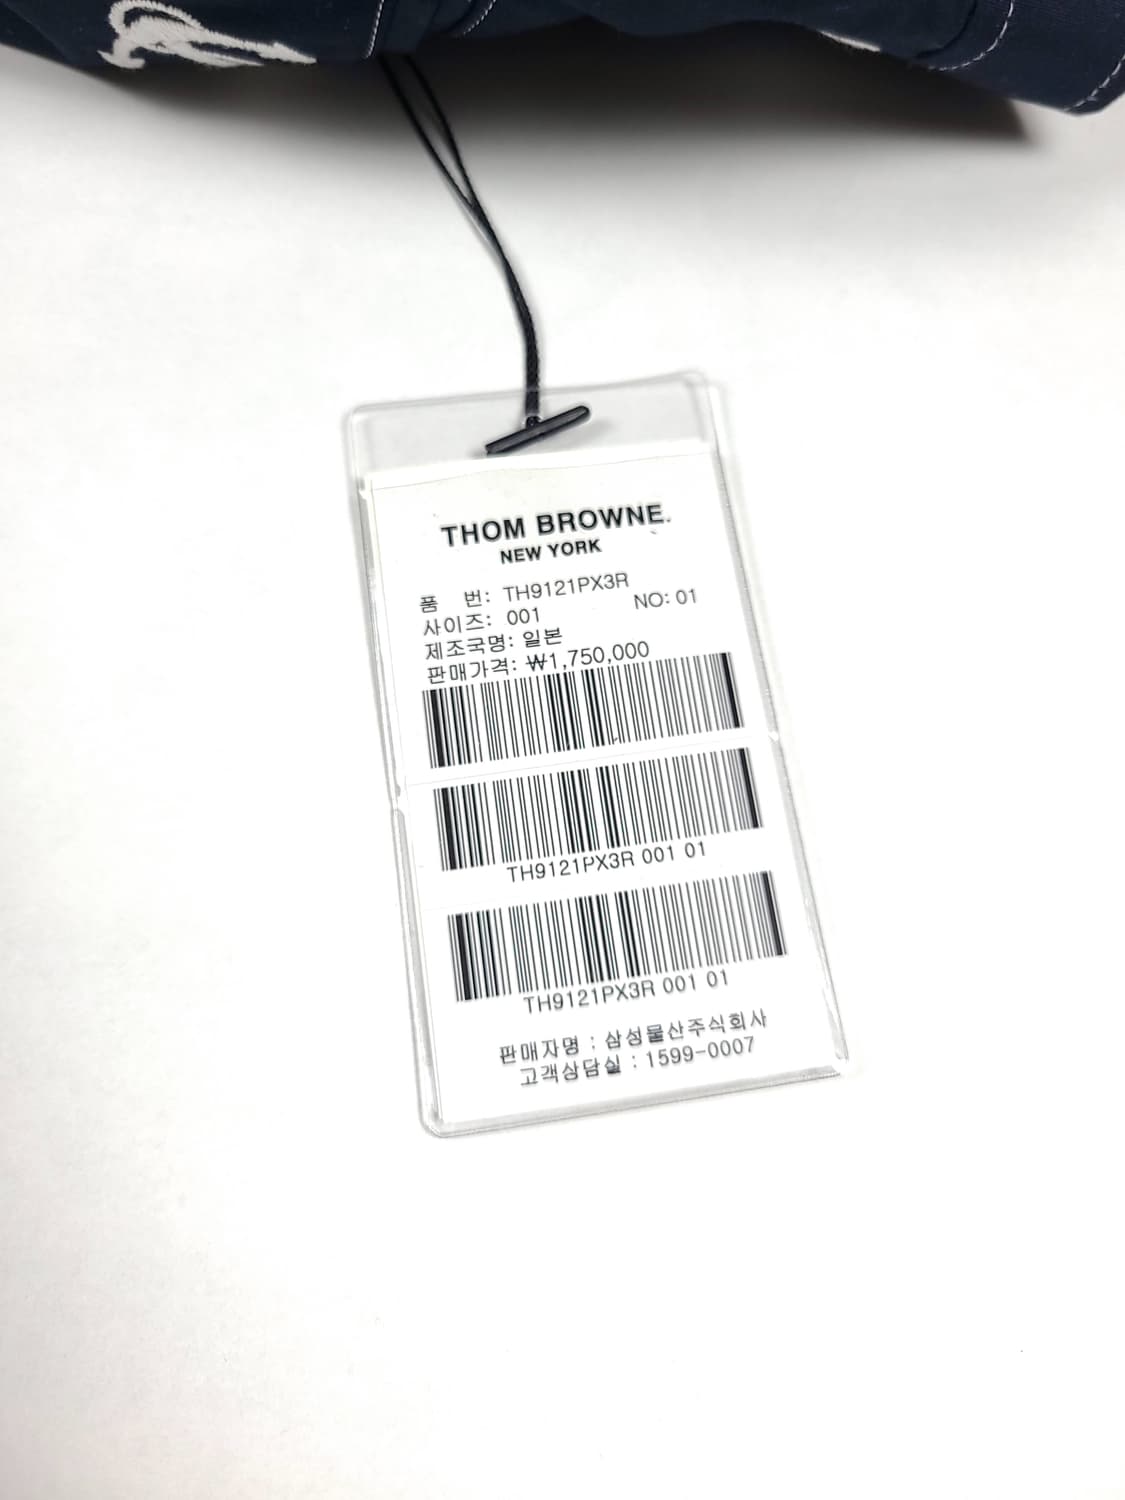 THOM BROWNE.
NEW YORK
품 번: TH9121PX3R
사이즈: 001 NO: 01
제조국명: 일본
판매가격: ₩1,750,000
TH9121PX3R 001 01
TH9121PX3R 001 01
판매자명 : 삼성물산주식회사
고객상담실 : 1599-0007